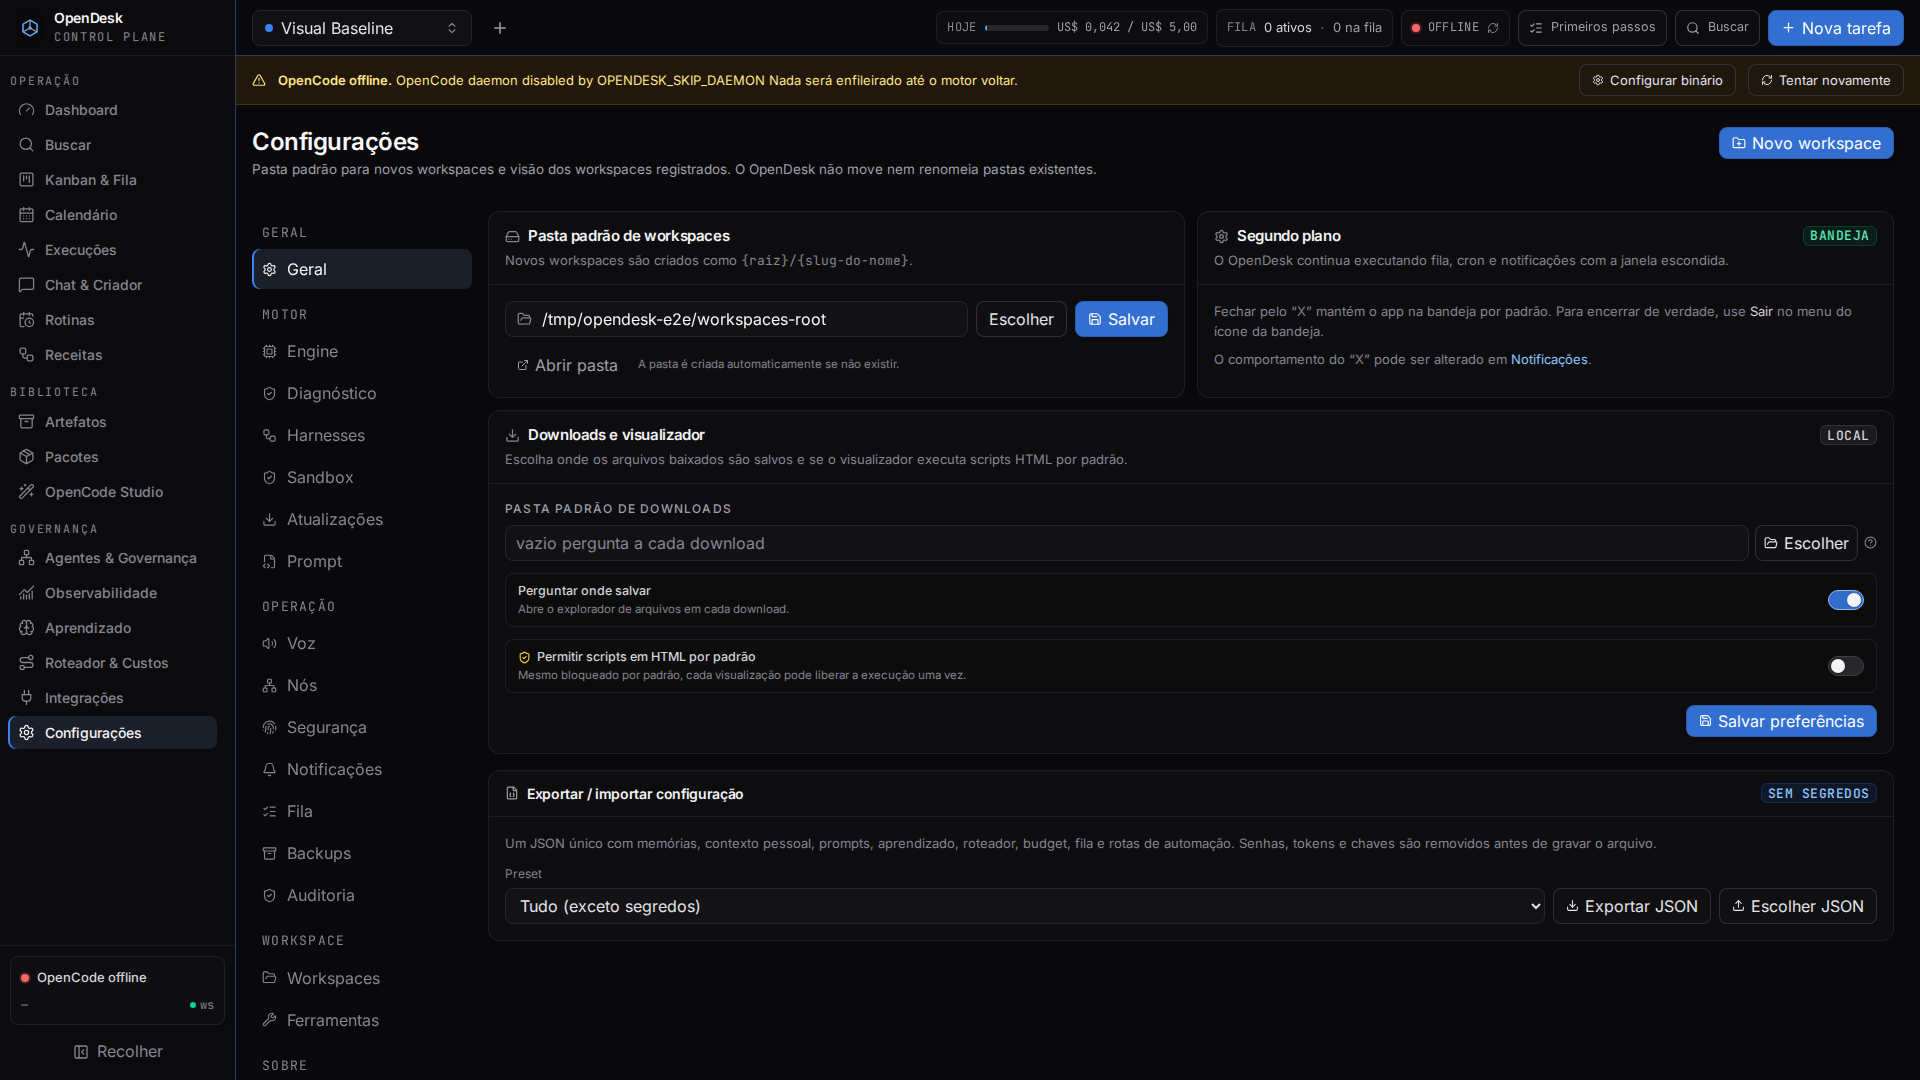 OpenDesk
CONTROL PLANE
Visual Baseline
HOJE US$ 0,042 / US$ 5,00
FILA 0 ativos · 0 na fila
OFFLINE
Primeiros passos
Buscar
Nova tarefa
OpenCode offline. OpenCode daemon disabled by OPENDESK_SKIP_DAEMON Nada será enfileirado até o motor voltar.
Configurar binário
Tentar novamente
OPERAÇÃO
Dashboard
Buscar
Kanban & Fila
Calendário
Execuções
Chat & Criador
Rotinas
Receitas
BIBLIOTECA
Artefatos
Pacotes
OpenCode Studio
GOVERNANÇA
Agentes & Governança
Observabilidade
Aprendizado
Roteador & Custos
Integrações
Configurações
OpenCode offline
—
ws
Recolher
Configurações
Pasta padrão para novos workspaces e visão dos workspaces registrados. O OpenDesk não move nem renomeia pastas existentes.
Novo workspace
GERAL
Geral
MOTOR
Engine
Diagnóstico
Harnesses
Sandbox
Atualizações
Prompt
OPERAÇÃO
Voz
Nós
Segurança
Notificações
Fila
Backups
Auditoria
WORKSPACE
Workspaces
Ferramentas
SOBRE
Pasta padrão de workspaces
Novos workspaces são criados como {raiz}/{slug-do-nome}.
/tmp/opendesk-e2e/workspaces-root
Escolher
Salvar
Abrir pasta
A pasta é criada automaticamente se não existir.
Segundo plano
BANDEJA
O OpenDesk continua executando fila, cron e notificações com a janela escondida.
Fechar pelo “X” mantém o app na bandeja por padrão. Para encerrar de verdade, use Sair no menu do
ícone da bandeja.
O comportamento do “X” pode ser alterado em Notificações.
Downloads e visualizador
LOCAL
Escolha onde os arquivos baixados são salvos e se o visualizador executa scripts HTML por padrão.
PASTA PADRÃO DE DOWNLOADS
vazio pergunta a cada download
Escolher
Perguntar onde salvar
Abre o explorador de arquivos em cada download.
Permitir scripts em HTML por padrão
Mesmo bloqueado por padrão, cada visualização pode liberar a execução uma vez.
Salvar preferências
Exportar / importar configuração
SEM SEGREDOS
Um JSON único com memórias, contexto pessoal, prompts, aprendizado, roteador, budget, fila e rotas de automação. Senhas, tokens e chaves são removidos antes de gravar o arquivo.
Preset
Tudo (exceto segredos)
Exportar JSON
Escolher JSON